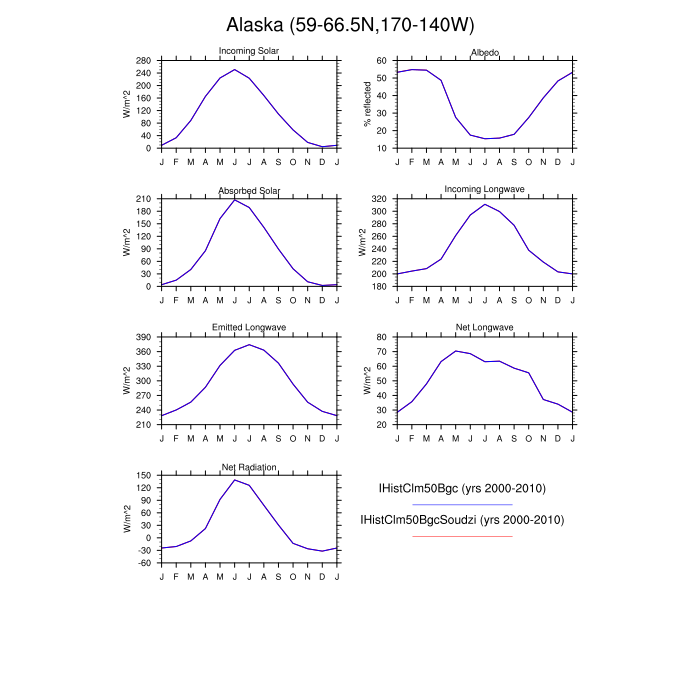 Alaska (59-66.5N,170-140W)
Incoming Solar
W/m^2
280
240
200
160
120
80
40
0
J F M A M J J A S O N D J
Albedo
% reflected
60
50
40
30
20
10
J F M A M J J A S O N D J
Absorbed Solar
W/m^2
210
180
150
120
90
60
30
0
J F M A M J J A S O N D J
Incoming Longwave
W/m^2
320
300
280
260
240
220
200
180
J F M A M J J A S O N D J
Emitted Longwave
W/m^2
390
360
330
300
270
240
210
J F M A M J J A S O N D J
Net Longwave
W/m^2
80
70
60
50
40
30
20
J F M A M J J A S O N D J
Net Radiation
W/m^2
150
120
90
60
30
0
-30
-60
J F M A M J J A S O N D J
IHistClm50Bgc (yrs 2000-2010)
IHistClm50BgcSoudzi (yrs 2000-2010)